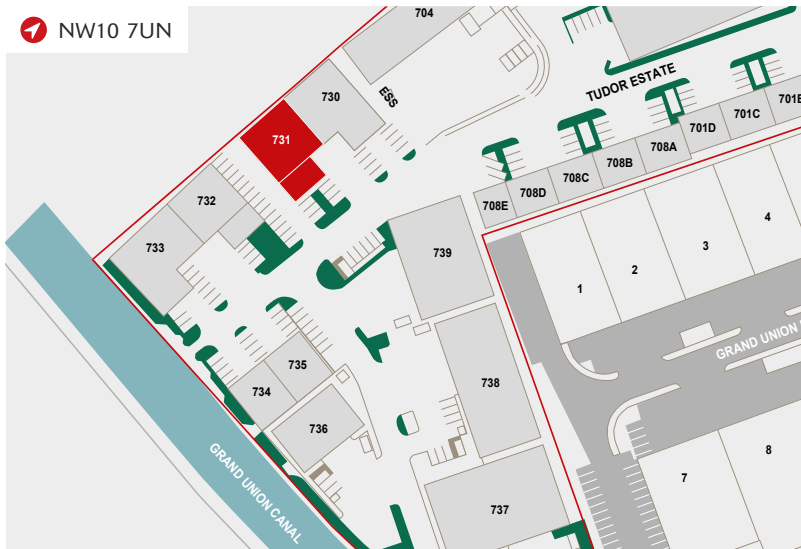 NW10 7UN
704
TUDOR ESTATE
730
ESS
731
701E
701C
701D
708A
708B
708C
708D
708E
732
733
739
4
3
2
1
GRAND UNION
735
734
738
736
GRAND UNION CANAL
8
7
737